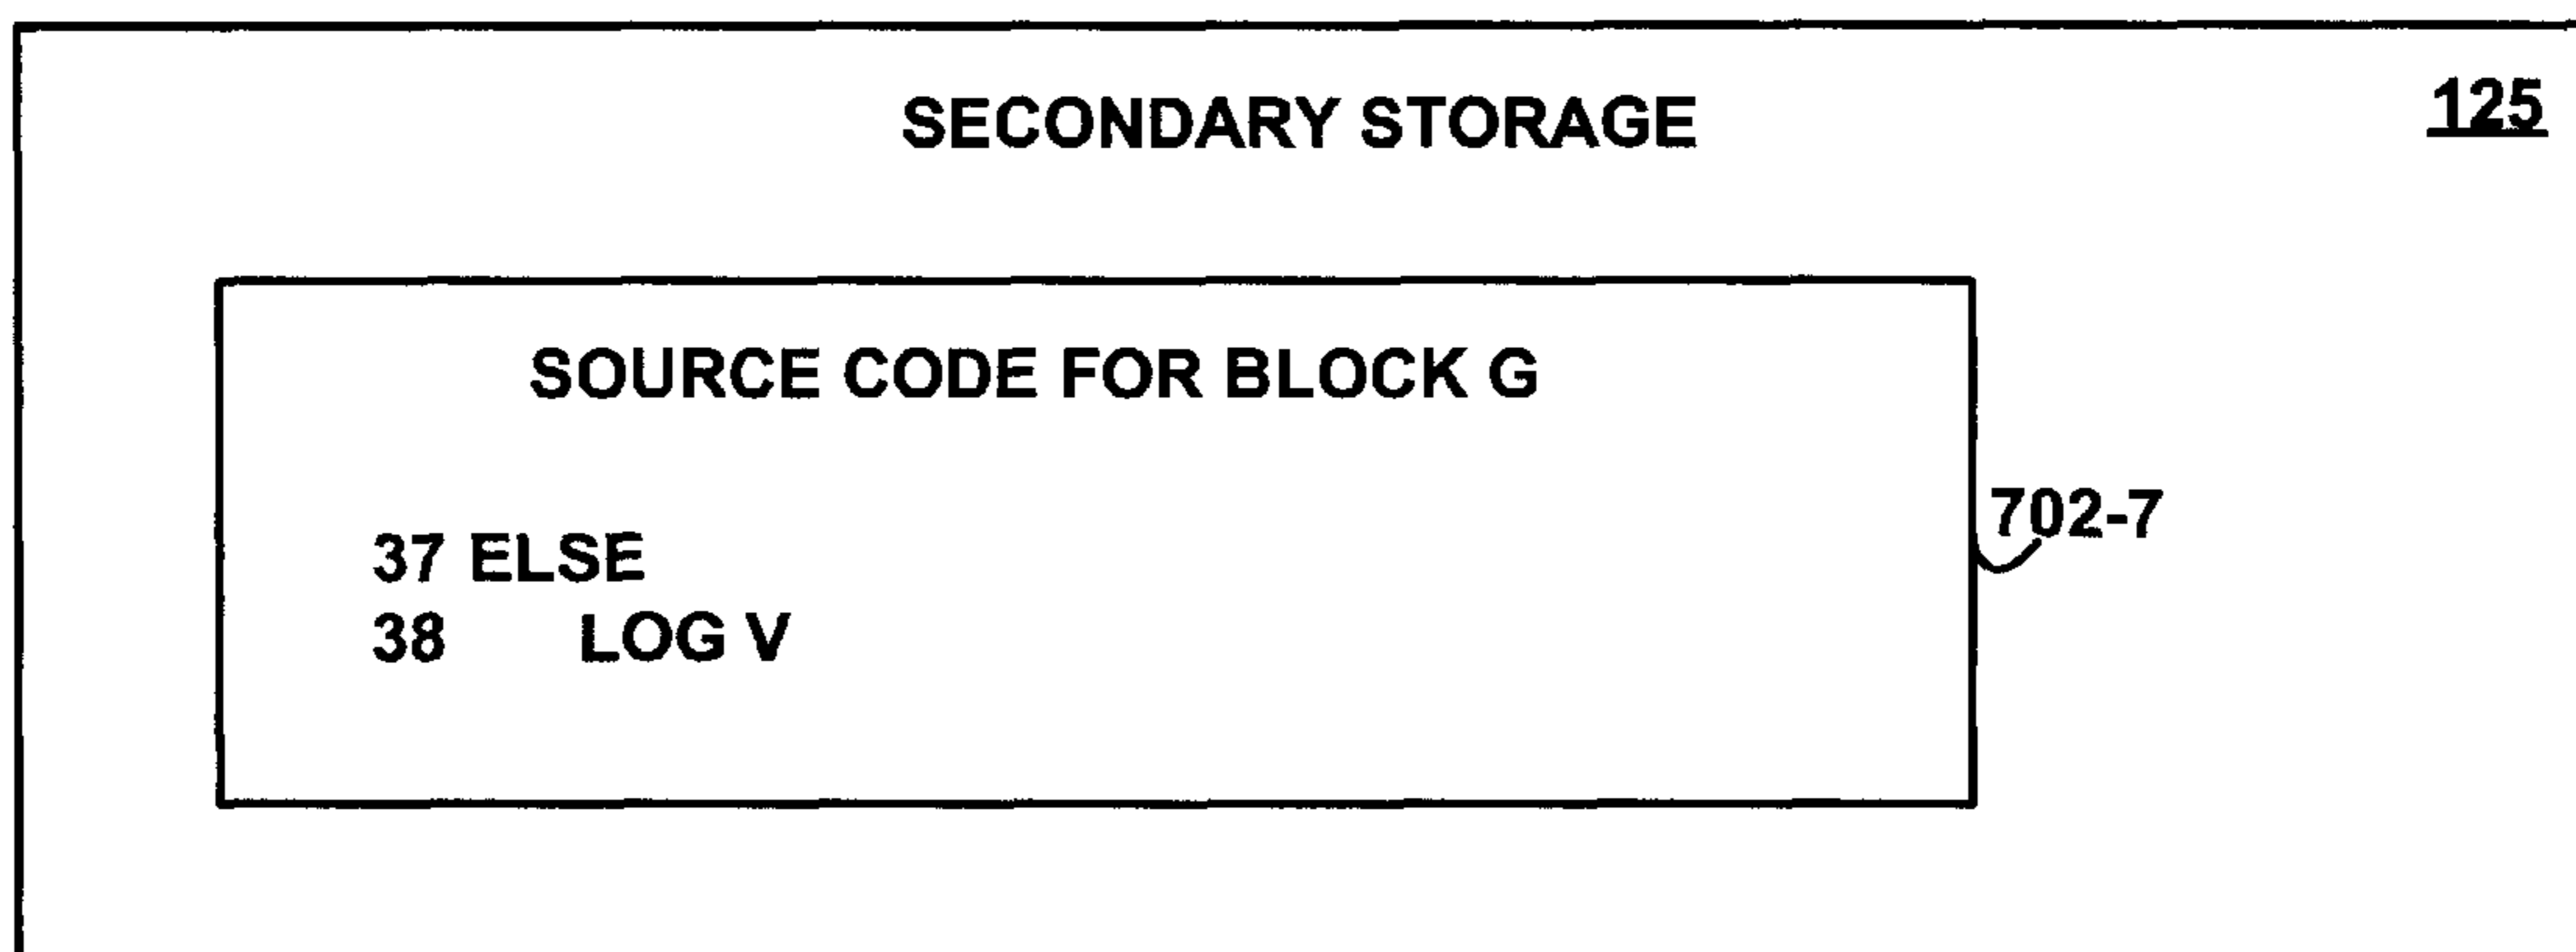 SECONDARY STORAGE 125
SOURCE CODE FOR BLOCK G
702-7
37 ELSE
38 LOG V